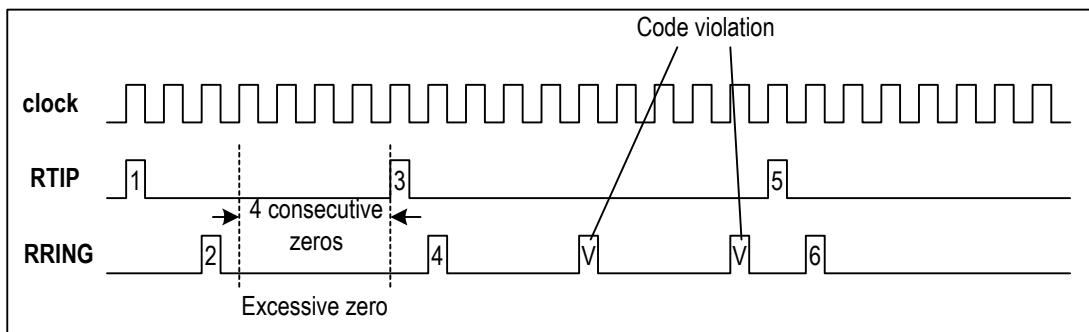 Code violation
clock
RTIP
1
3
5
4 consecutive
zeros
RRING
2
4
V
V
6
Excessive zero